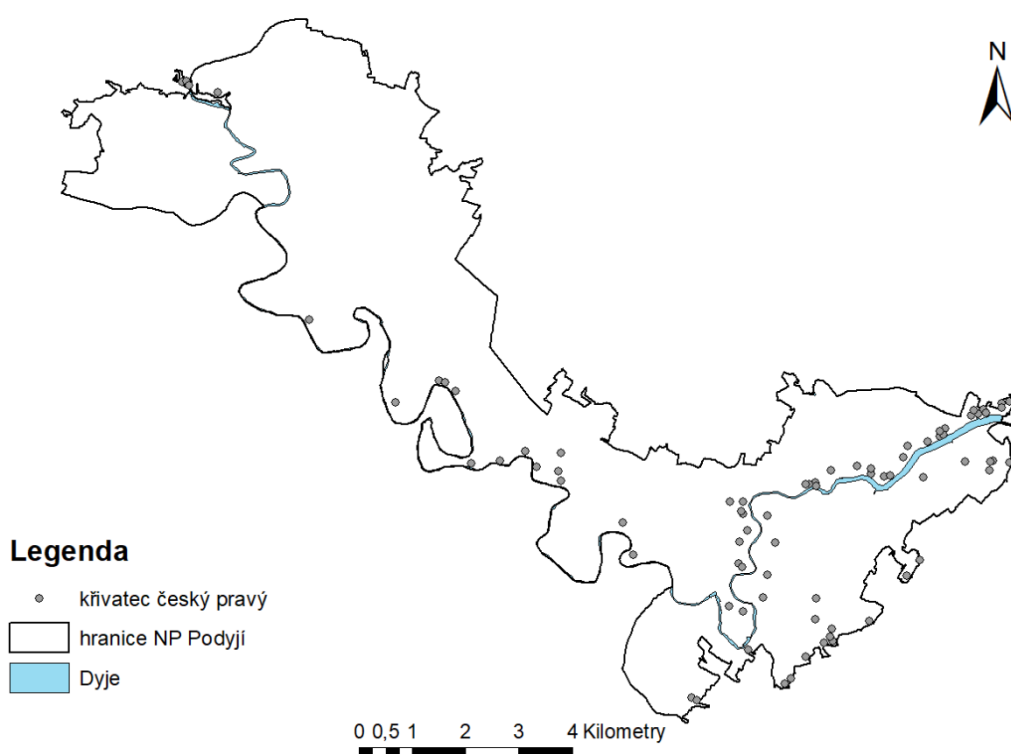 N
Legenda
křivatec český pravý
hranice NP Podyjí
Dyje
0 0,5 1 2 3 4 Kilometry